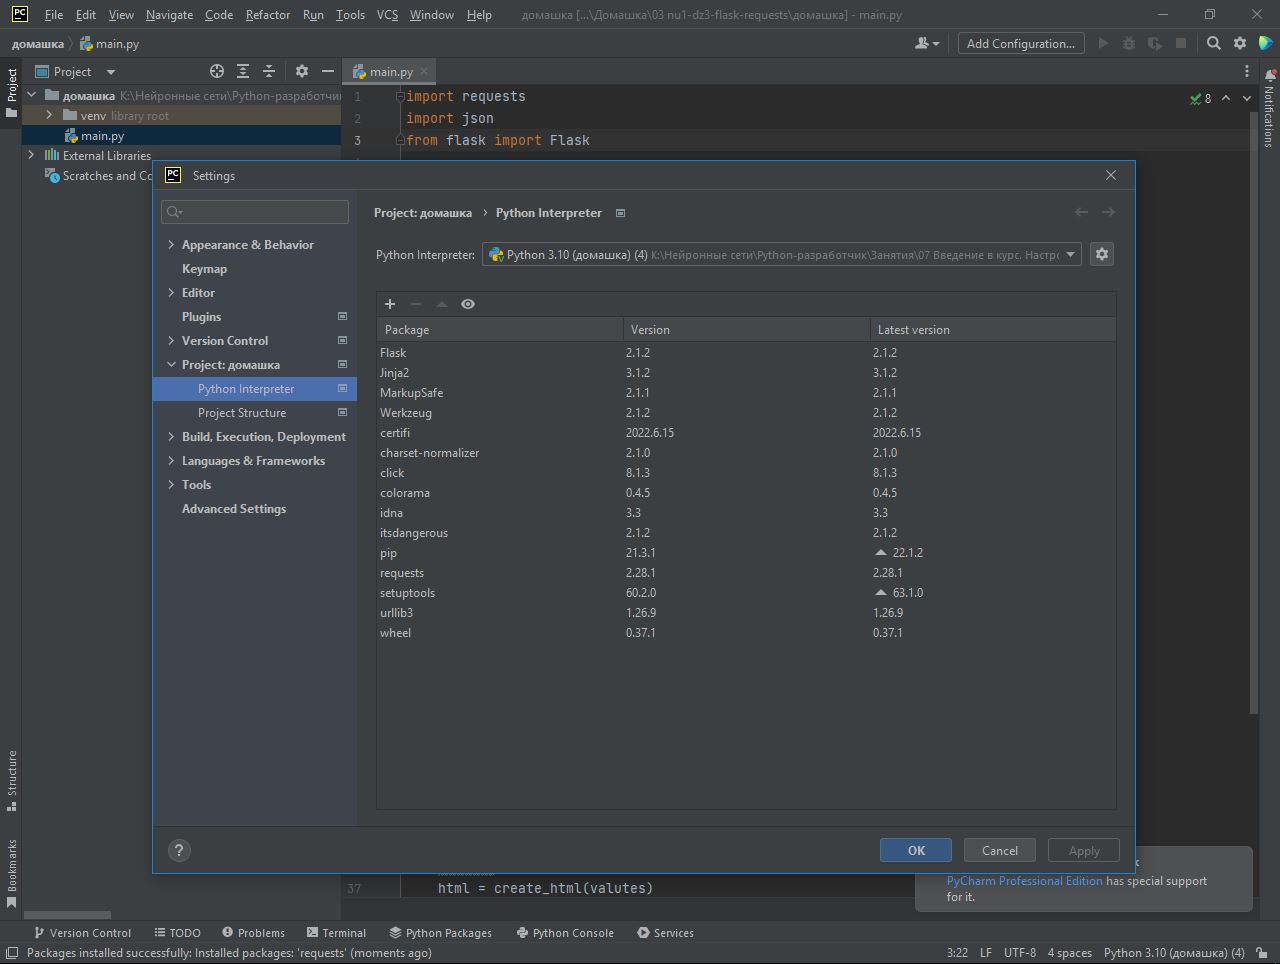 PC File Edit View Navigate Code Refactor Run Tools VCS Window Help домашка [...\Домашка\03 nu1-dz3-flask-requests\домашка] - main.py
домашка main.py Add Configuration...
Project Project main.py Notifications
домашка K:\Нейронные сети\Python-разработчи 1 import requests 8
venv library root 2 import json
main.py 3 from flask import Flask
External Libraries
Scratches and Co
PC Settings
Project: домашка › Python Interpreter
Appearance & Behavior
Python Interpreter: Python 3.10 (домашка) (4) K:\Нейронные сети\Python-разработчик\Занятия\07 Введение в курс. Настро
Keymap
Editor
Plugins
Version Control
Project: домашка
Python Interpreter
Project Structure
Build, Execution, Deployment
Languages & Frameworks
Tools
Advanced Settings
Package Version Latest version
Flask 2.1.2 2.1.2
Jinja2 3.1.2 3.1.2
MarkupSafe 2.1.1 2.1.1
Werkzeug 2.1.2 2.1.2
certifi 2022.6.15 2022.6.15
charset-normalizer 2.1.0 2.1.0
click 8.1.3 8.1.3
colorama 0.4.5 0.4.5
idna 3.3 3.3
itsdangerous 2.1.2 2.1.2
pip 21.3.1 22.1.2
requests 2.28.1 2.28.1
setuptools 60.2.0 63.1.0
urllib3 1.26.9 1.26.9
wheel 0.37.1 0.37.1
Structure
Bookmarks
? OK Cancel Apply
k
37 html = create_html(valutes)
PyCharm Professional Edition has special support
for it.
Version Control TODO Problems Terminal Python Packages Python Console Services
Packages installed successfully: Installed packages: 'requests' (moments ago) 3:22 LF UTF-8 4 spaces Python 3.10 (домашка) (4)